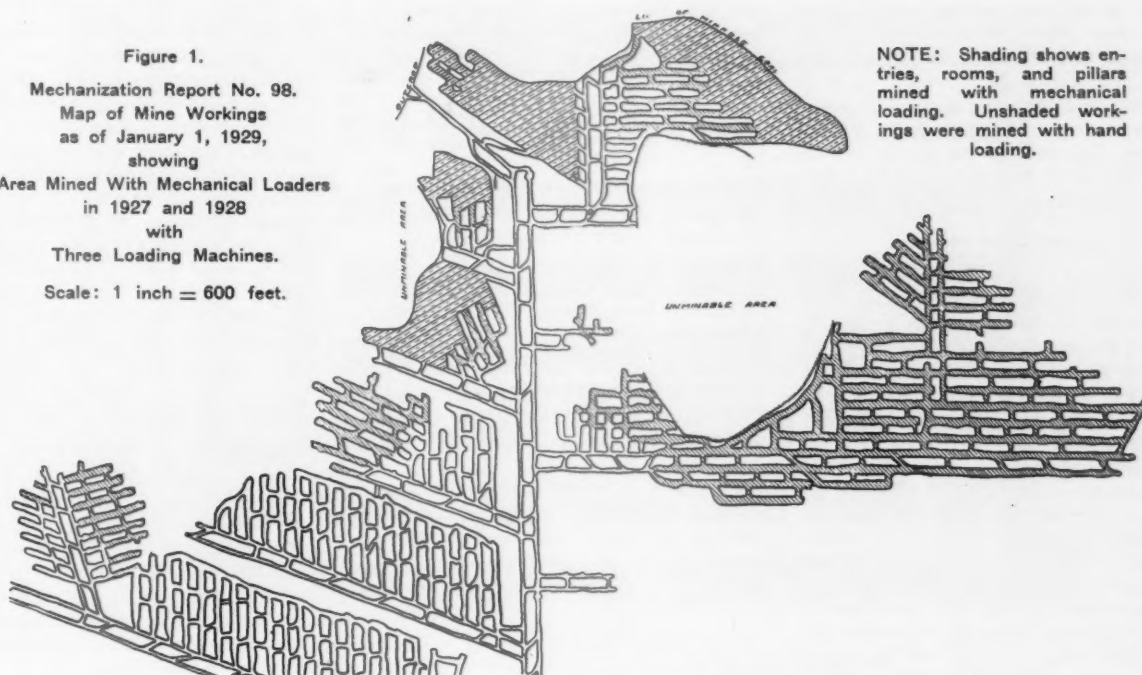 Figure 1.
Mechanization Report No. 98.
Map of Mine Workings
as of January 1, 1929,
showing
Area Mined With Mechanical Loaders
in 1927 and 1928
with
Three Loading Machines.
Scale: 1 inch = 600 feet.
NOTE: Shading shows en-
tries, rooms, and pillars
mined with mechanical
loading. Unshaded work-
ings were mined with hand
loading.
OF MINABLE
OUTCROP
UNMINABLE AREA
UNMINABLE AREA